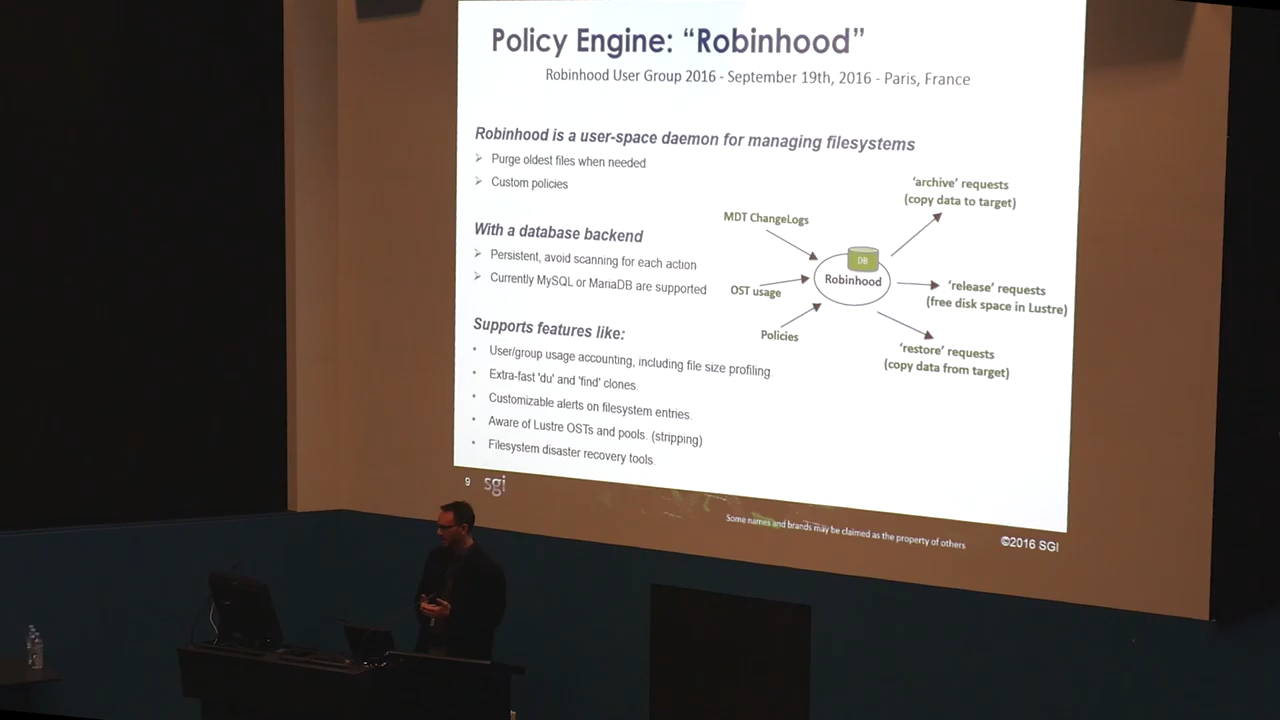 Policy Engine: “Robinhood”
Robinhood User Group 2016 - September 19th, 2016 - Paris, France
Robinhood is a user-space daemon for managing filesystems
➢ Purge oldest files when needed
➢ Custom policies
With a database backend
➢ Persistent, avoid scanning for each action
➢ Currently MySQL or MariaDB are supported
Supports features like:
• User/group usage accounting, including file size profiling.
• Extra-fast 'du' and 'find' clones.
• Customizable alerts on filesystem entries.
• Aware of Lustre OSTs and pools. (stripping)
• Filesystem disaster recovery tools.
MDT ChangeLogs
OST usage
Policies
DB
Robinhood
‘archive’ requests
(copy data to target)
‘release’ requests
(free disk space in Lustre)
‘restore’ requests
(copy data from target)
9 sgi
Some names and brands may be claimed as the property of others
©2016 SGI